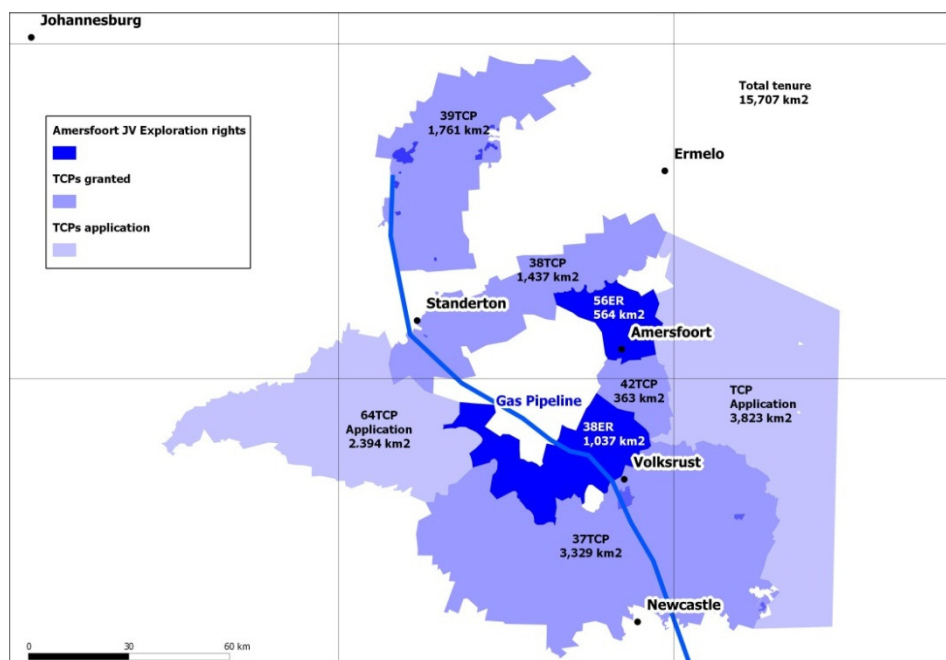 Johannesburg
Total tenure
15,707 km2
39TCP
1,761 km2
Amersfoort JV Exploration rights
TCPs granted
TCPs application
Ermelo
38TCP
1,437 km2
56ER
564 km2
Standerton
Amersfoort
42TCP
363 km2
TCP
Application
3,823 km2
Gas Pipeline
64TCP
Application
2.394 km2
38ER
1,037 km2
Volksrust
37TCP
3,329 km2
Newcastle
0 30 60 km